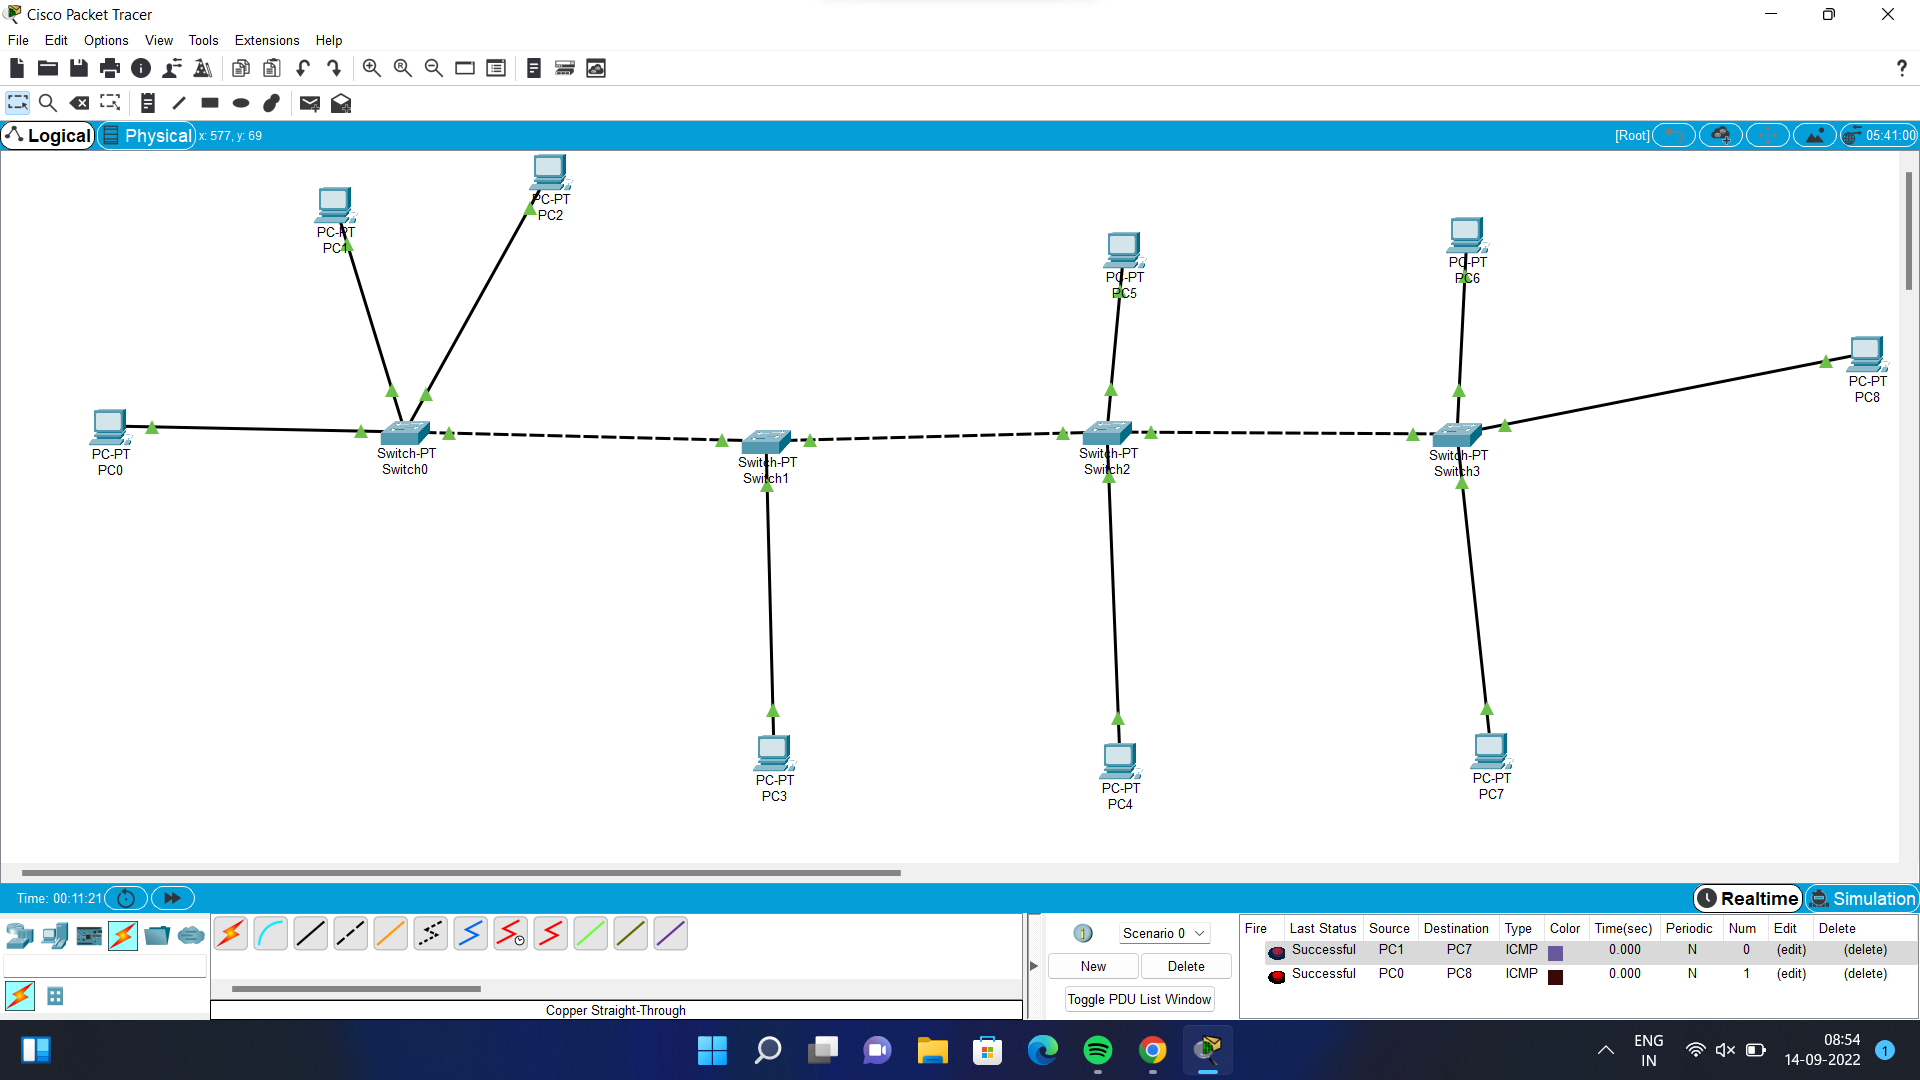 Cisco Packet Tracer
File Edit Options View Tools Extensions Help
?
Logical Physical x: 577, y: 69 [Root] 05:41:00
PC-PT
PC2
PC-PT
PC1
PC-PT
PC5
PC-PT
PC6
PC-PT
PC8
PC-PT
PC0
Switch-PT
Switch0
Switch-PT
Switch1
Switch-PT
Switch2
Switch-PT
Switch3
PC-PT
PC3
PC-PT
PC4
PC-PT
PC7
Time: 00:11:21 Realtime Simulation
Scenario 0
New Delete
Toggle PDU List Window
Fire Last Status Source Destination Type Color Time(sec) Periodic Num Edit Delete
Successful PC1 PC7 ICMP 0.000 N 0 (edit) (delete)
Successful PC0 PC8 ICMP 0.000 N 1 (edit) (delete)
Copper Straight-Through
ENG
IN
08:54
14-09-2022
1